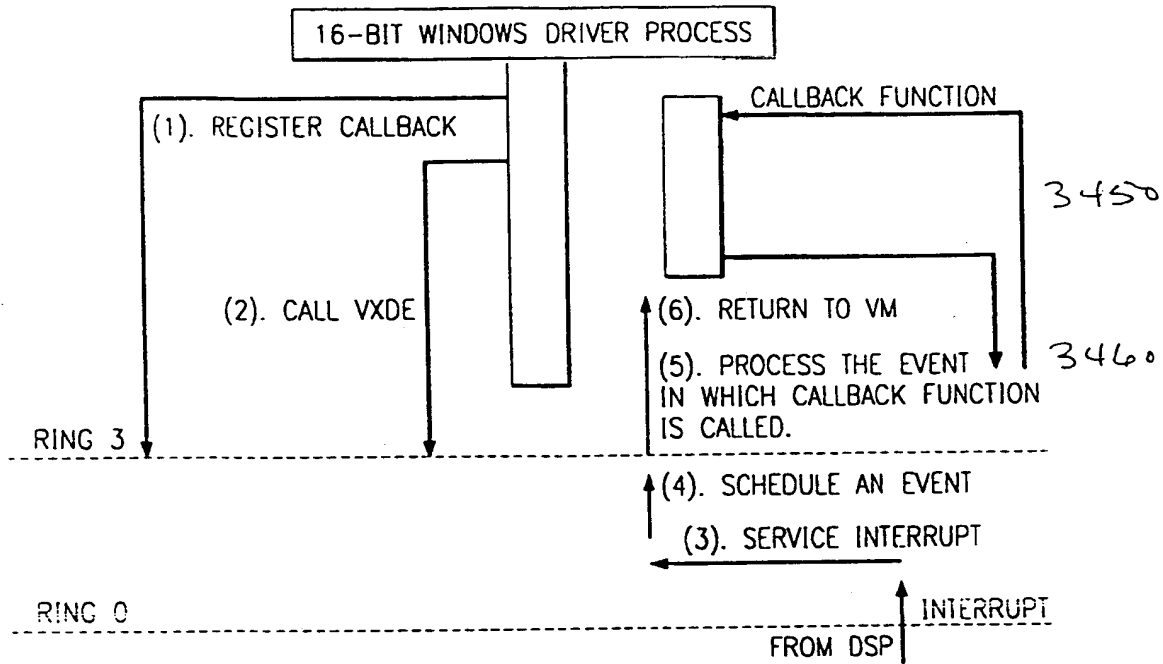 16-BIT WINDOWS DRIVER PROCESS
(1). REGISTER CALLBACK
CALLBACK FUNCTION
3450
(2). CALL VXDE
(6). RETURN TO VM
(5). PROCESS THE EVENT
IN WHICH CALLBACK FUNCTION
IS CALLED.
3460
RING 3
(4). SCHEDULE AN EVENT
(3). SERVICE INTERRUPT
RING 0
INTERRUPT
FROM DSP